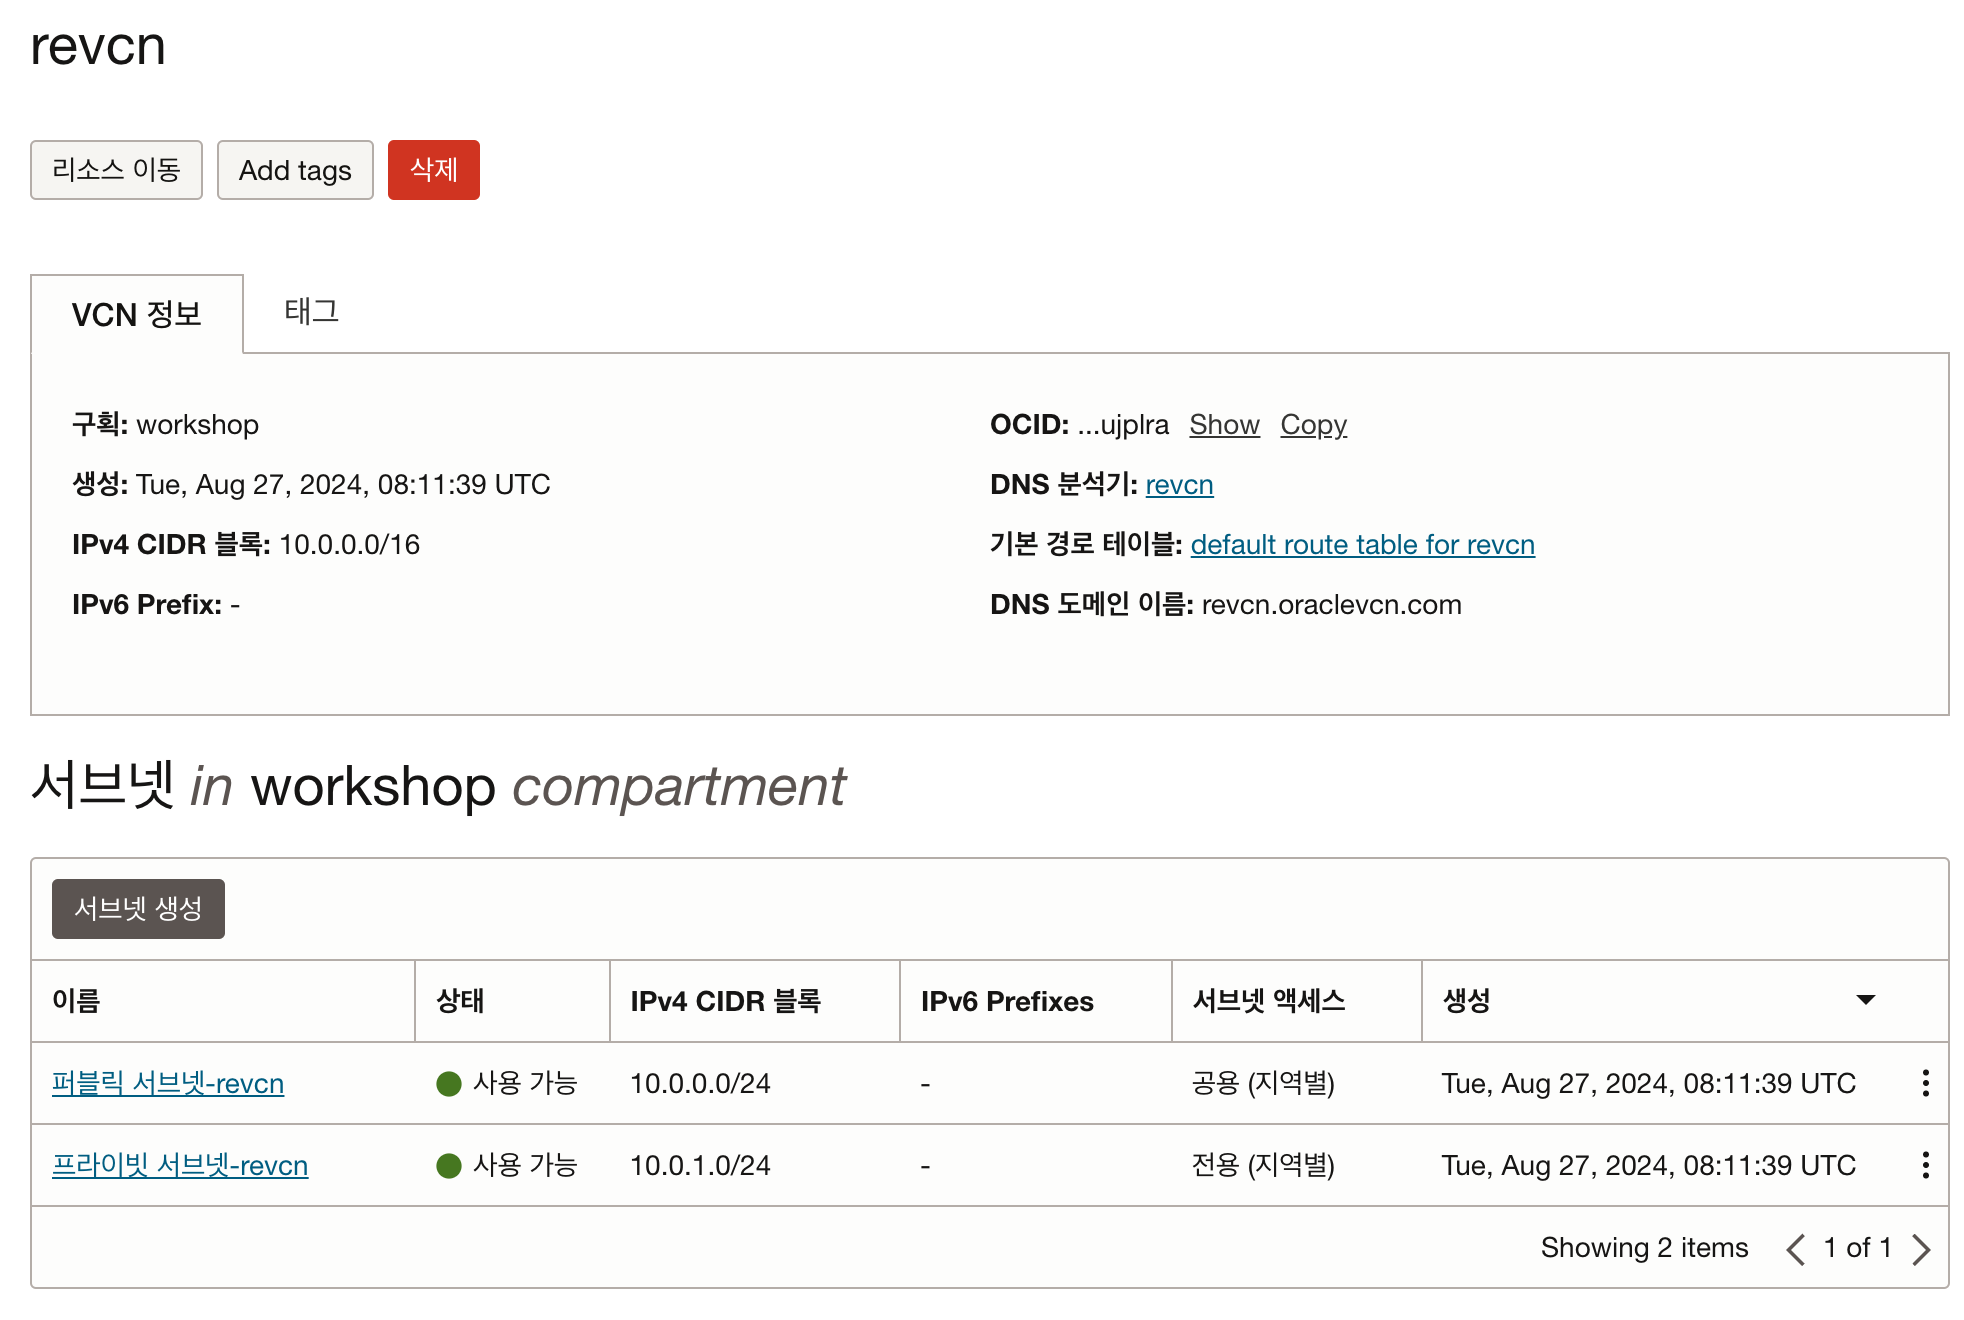 revcn
리소스 이동 Add tags 삭제
VCN 정보 태그
구획: workshop
생성: Tue, Aug 27, 2024, 08:11:39 UTC
IPv4 CIDR 블록: 10.0.0.0/16
IPv6 Prefix: -
OCID: ...ujplra Show Copy
DNS 분석기: revcn
기본 경로 테이블: default route table for revcn
DNS 도메인 이름: revcn.oraclevcn.com
서브넷 in workshop compartment
서브넷 생성
이름 상태 IPv4 CIDR 블록 IPv6 Prefixes 서브넷 액세스 생성
퍼블릭 서브넷-revcn 사용 가능 10.0.0.0/24 - 공용 (지역별) Tue, Aug 27, 2024, 08:11:39 UTC
프라이빗 서브넷-revcn 사용 가능 10.0.1.0/24 - 전용 (지역별) Tue, Aug 27, 2024, 08:11:39 UTC
Showing 2 items 1 of 1